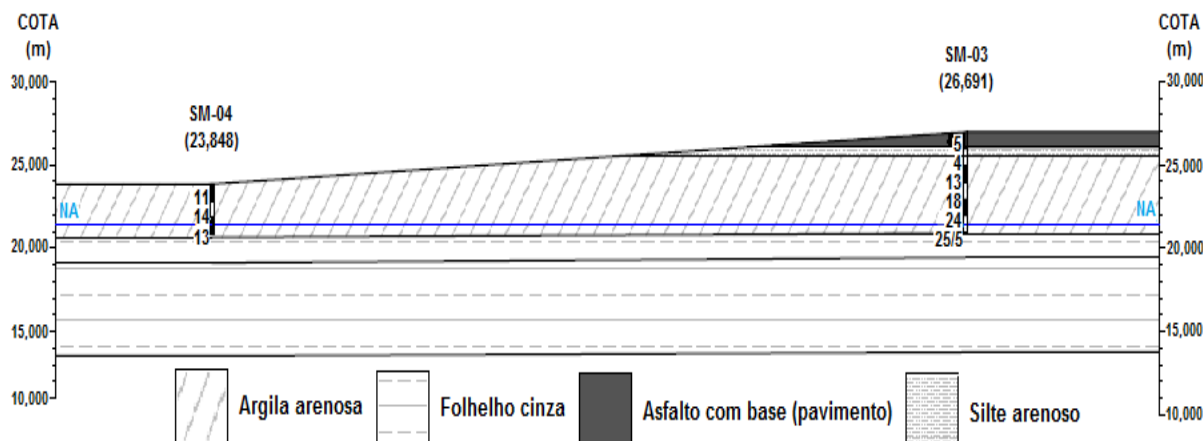 COTA
(m)
COTA
(m)
SM-03
(26,691)
30,000
30,000
SM-04
(23,848)
5
25,000
25,000
4
11
13
18
NA
14
NA
24
13
25/5
20,000
20,000
15,000
15,000
10,000
10,000
Argila arenosa
Folhelho cinza
Asfalto com base (pavimento)
Silte arenoso